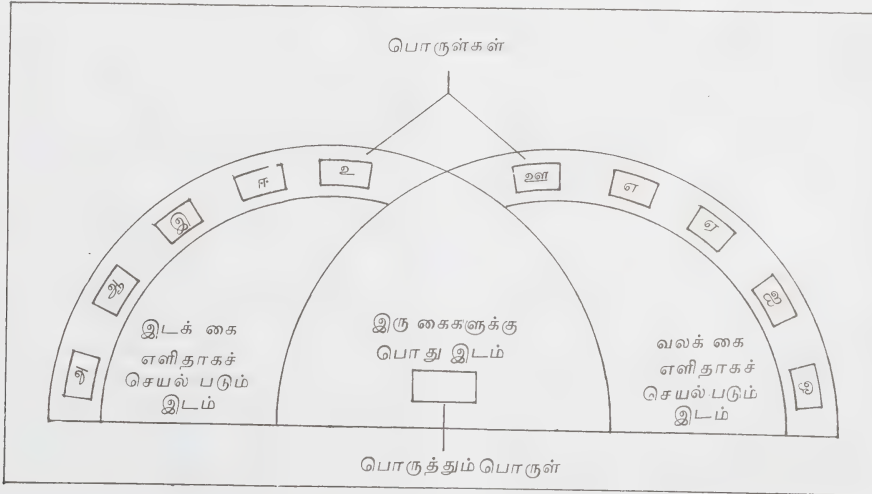 பொருள்கள்
அ
ஆ
இ
ஈ
உ
ஊ
எ
ஏ
ஐ
ஒ
இடக் கை
எளிதாகச்
செயல் படும்
இடம்
இரு கைகளுக்கு
பொது இடம்
வலக் கை
எளிதாகச்
செயல் படும்
இடம்
பொருத்தும் பொருள்